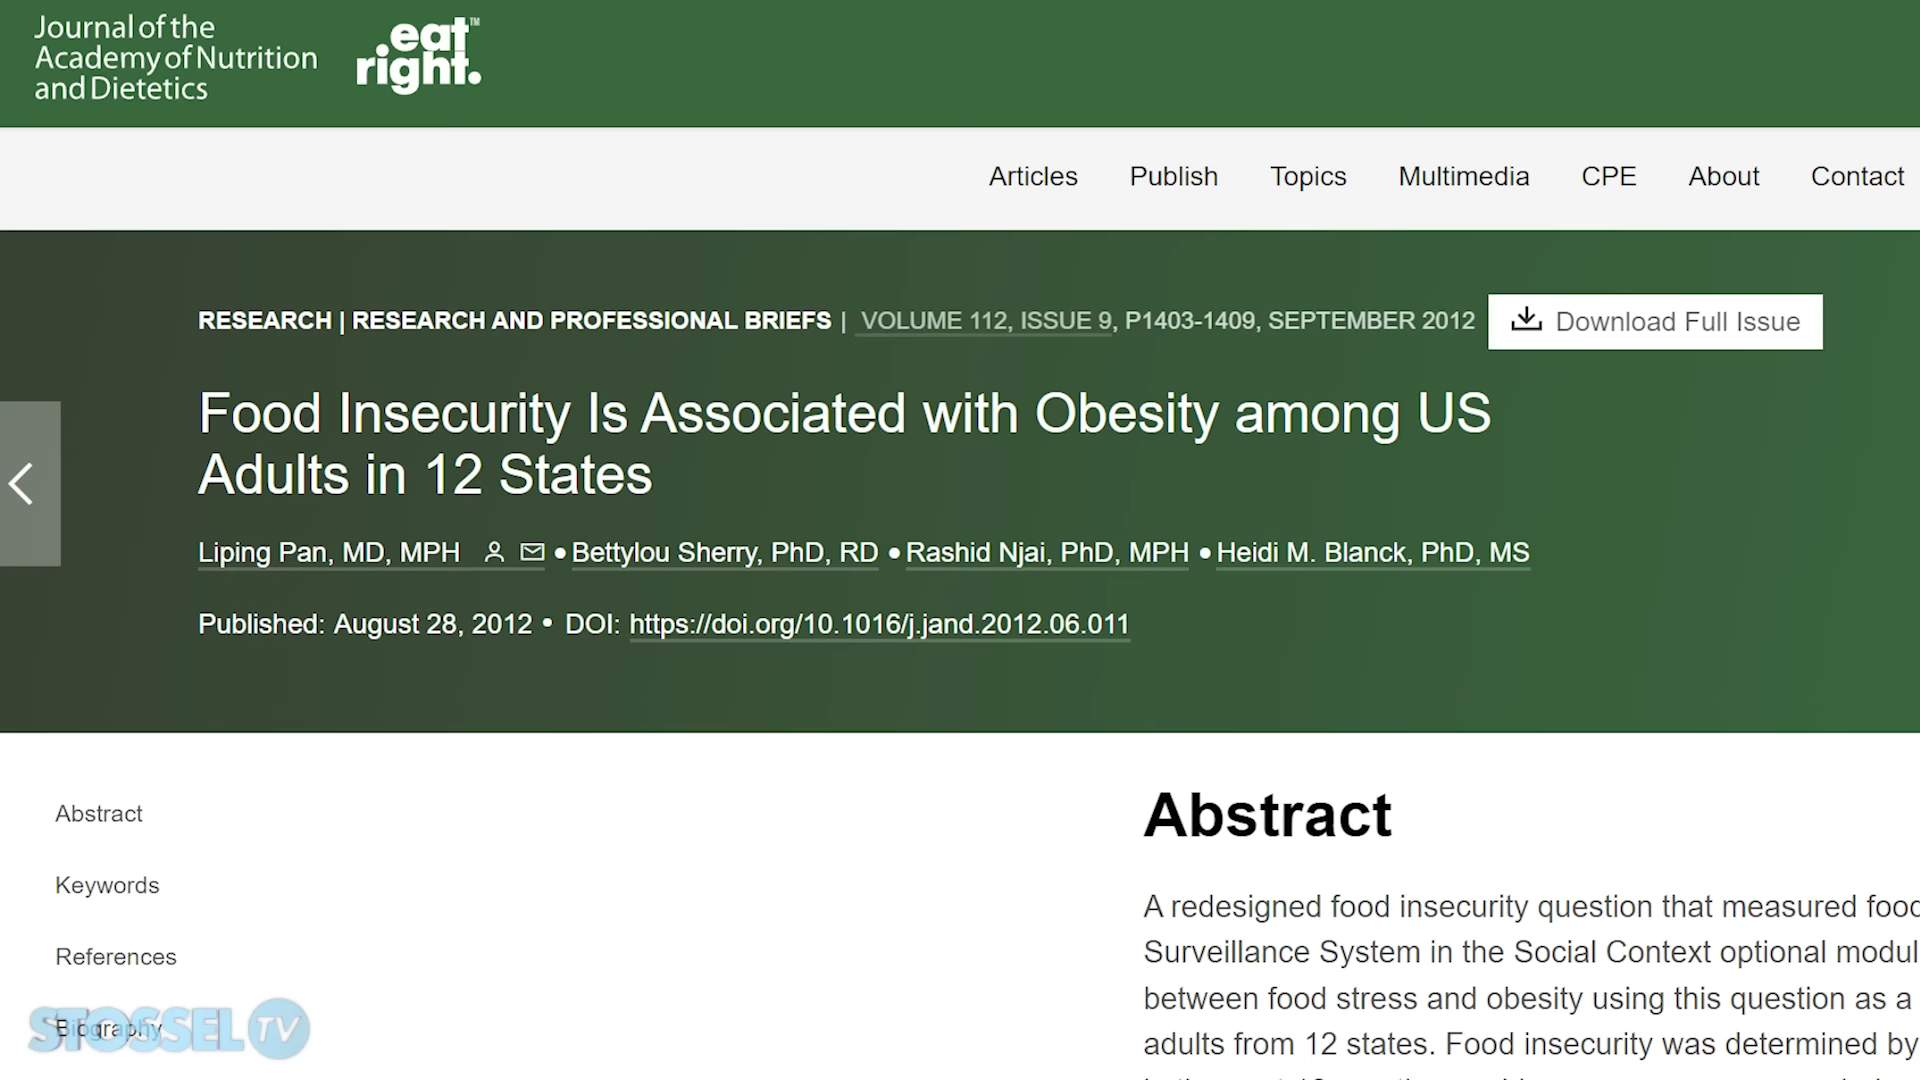 Journal of the
Academy of Nutrition
and Dietetics
eat
right.
™
Articles Publish Topics Multimedia CPE About Contact
RESEARCH | RESEARCH AND PROFESSIONAL BRIEFS | VOLUME 112, ISSUE 9, P1403-1409, SEPTEMBER 2012 Download Full Issue
Food Insecurity Is Associated with Obesity among US
Adults in 12 States
Liping Pan, MD, MPH • Bettylou Sherry, PhD, RD • Rashid Njai, PhD, MPH • Heidi M. Blanck, PhD, MS
Published: August 28, 2012 • DOI: https://doi.org/10.1016/j.jand.2012.06.011
Abstract
Keywords
References
Biography
STOSSEL TV
Abstract
A redesigned food insecurity question that measured food
Surveillance System in the Social Context optional modul
between food stress and obesity using this question as a
adults from 12 states. Food insecurity was determined by